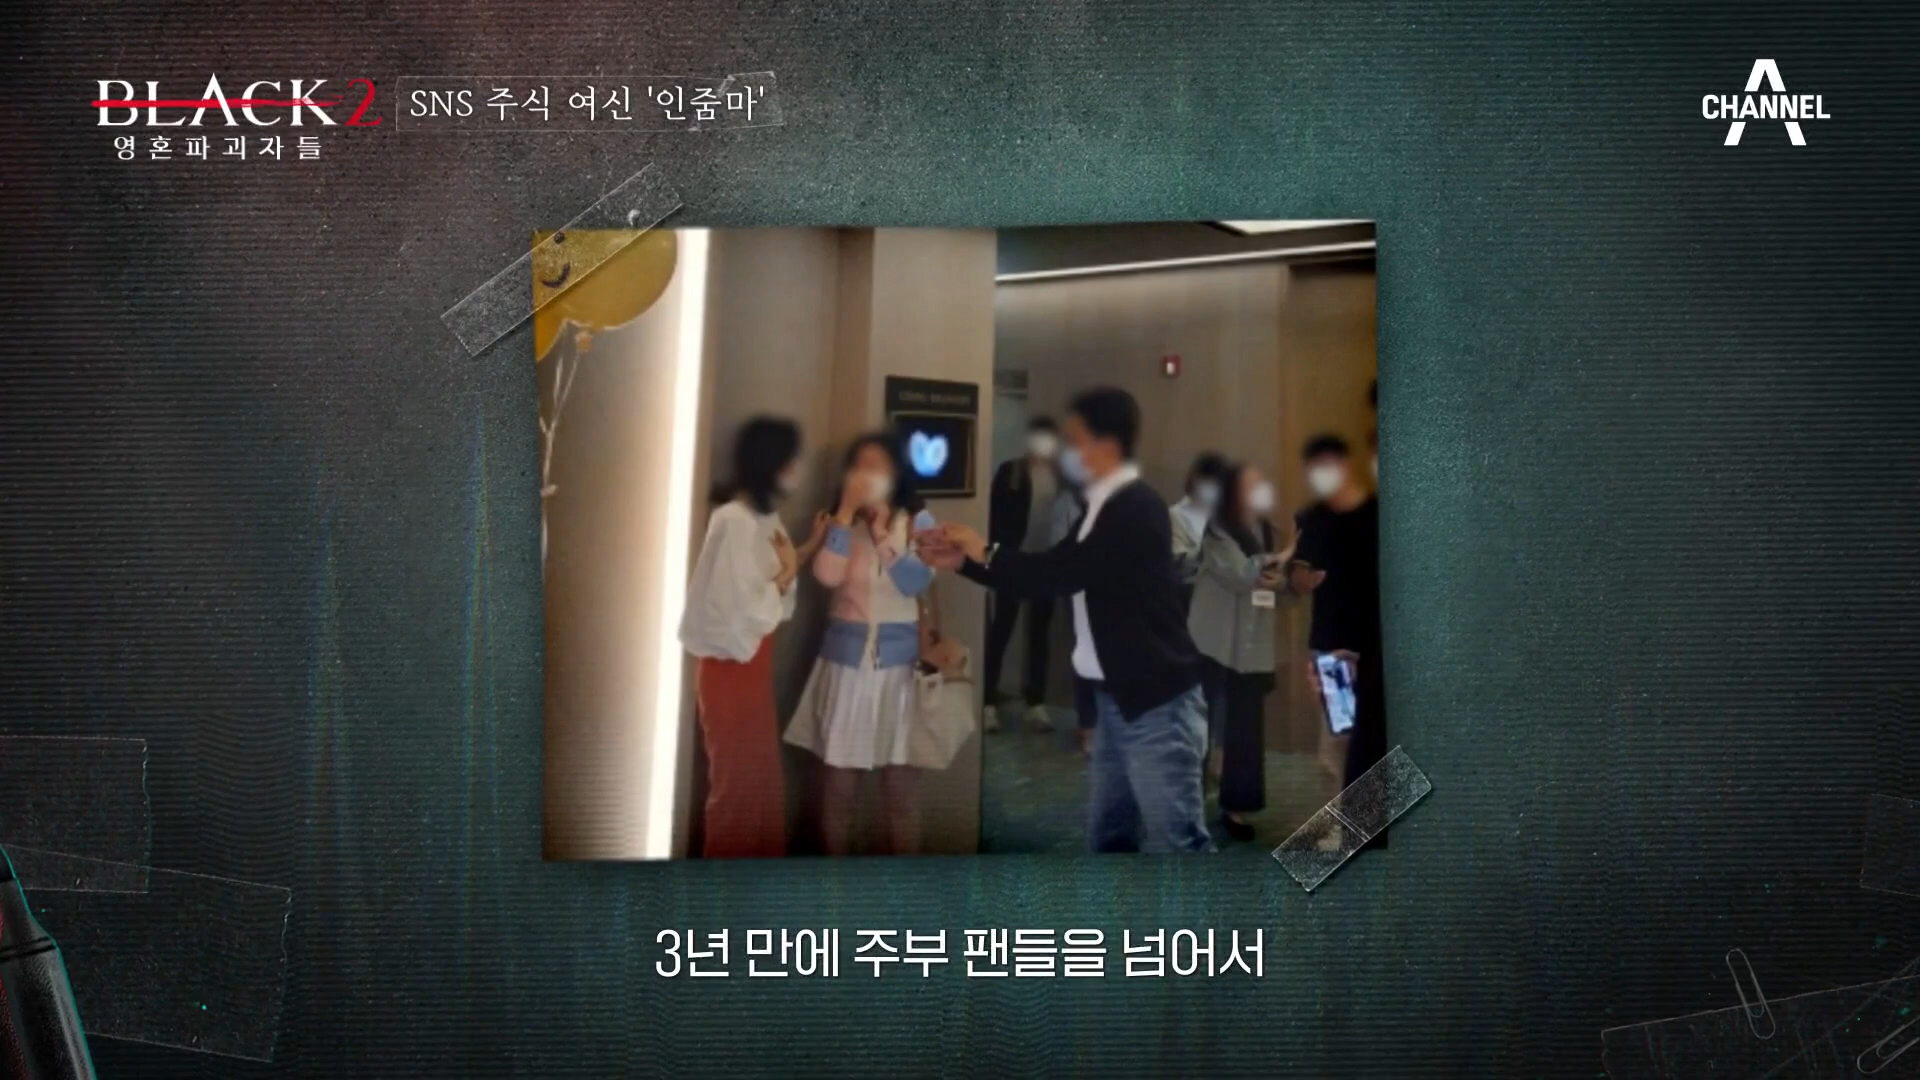 BLACK2
영혼파괴자들
SNS 주식 여신 '인줌마'
CHANNEL A
3년 만에 주부 팬들을 넘어서